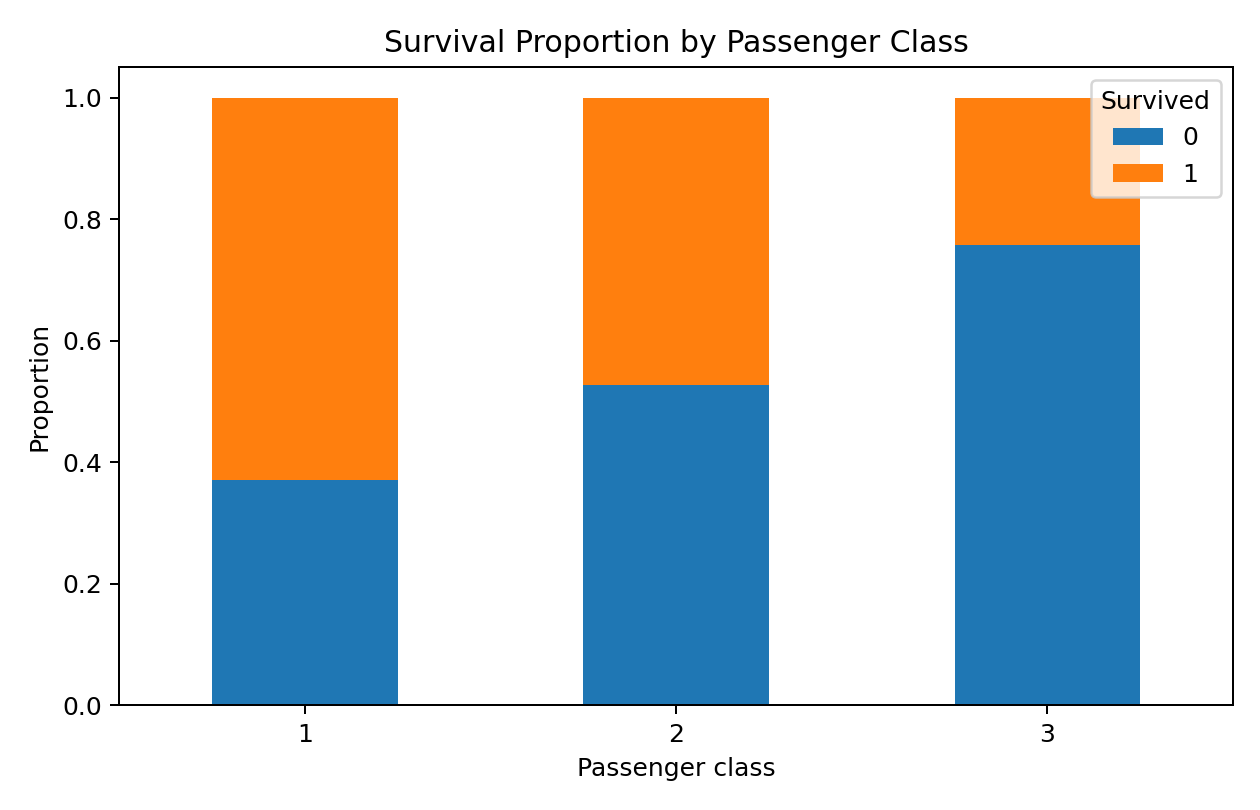 Survival Proportion by Passenger Class
Survived
0
1
1.0
0.8
0.6
0.4
0.2
0.0
Proportion
1 2 3
Passenger class